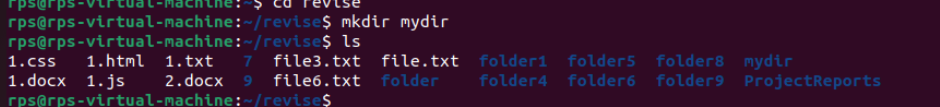 rps@rps-virtual-machine:~$ cd revise
rps@rps-virtual-machine:~/revise$ mkdir mydir
rps@rps-virtual-machine:~/revise$ ls
1.css 1.html 1.txt 7 file3.txt file.txt folder1 folder5 folder8 mydir
1.docx 1.js 2.docx 9 file6.txt folder folder4 folder6 folder9 ProjectReports
rps@rps-virtual-machine:~/revise$